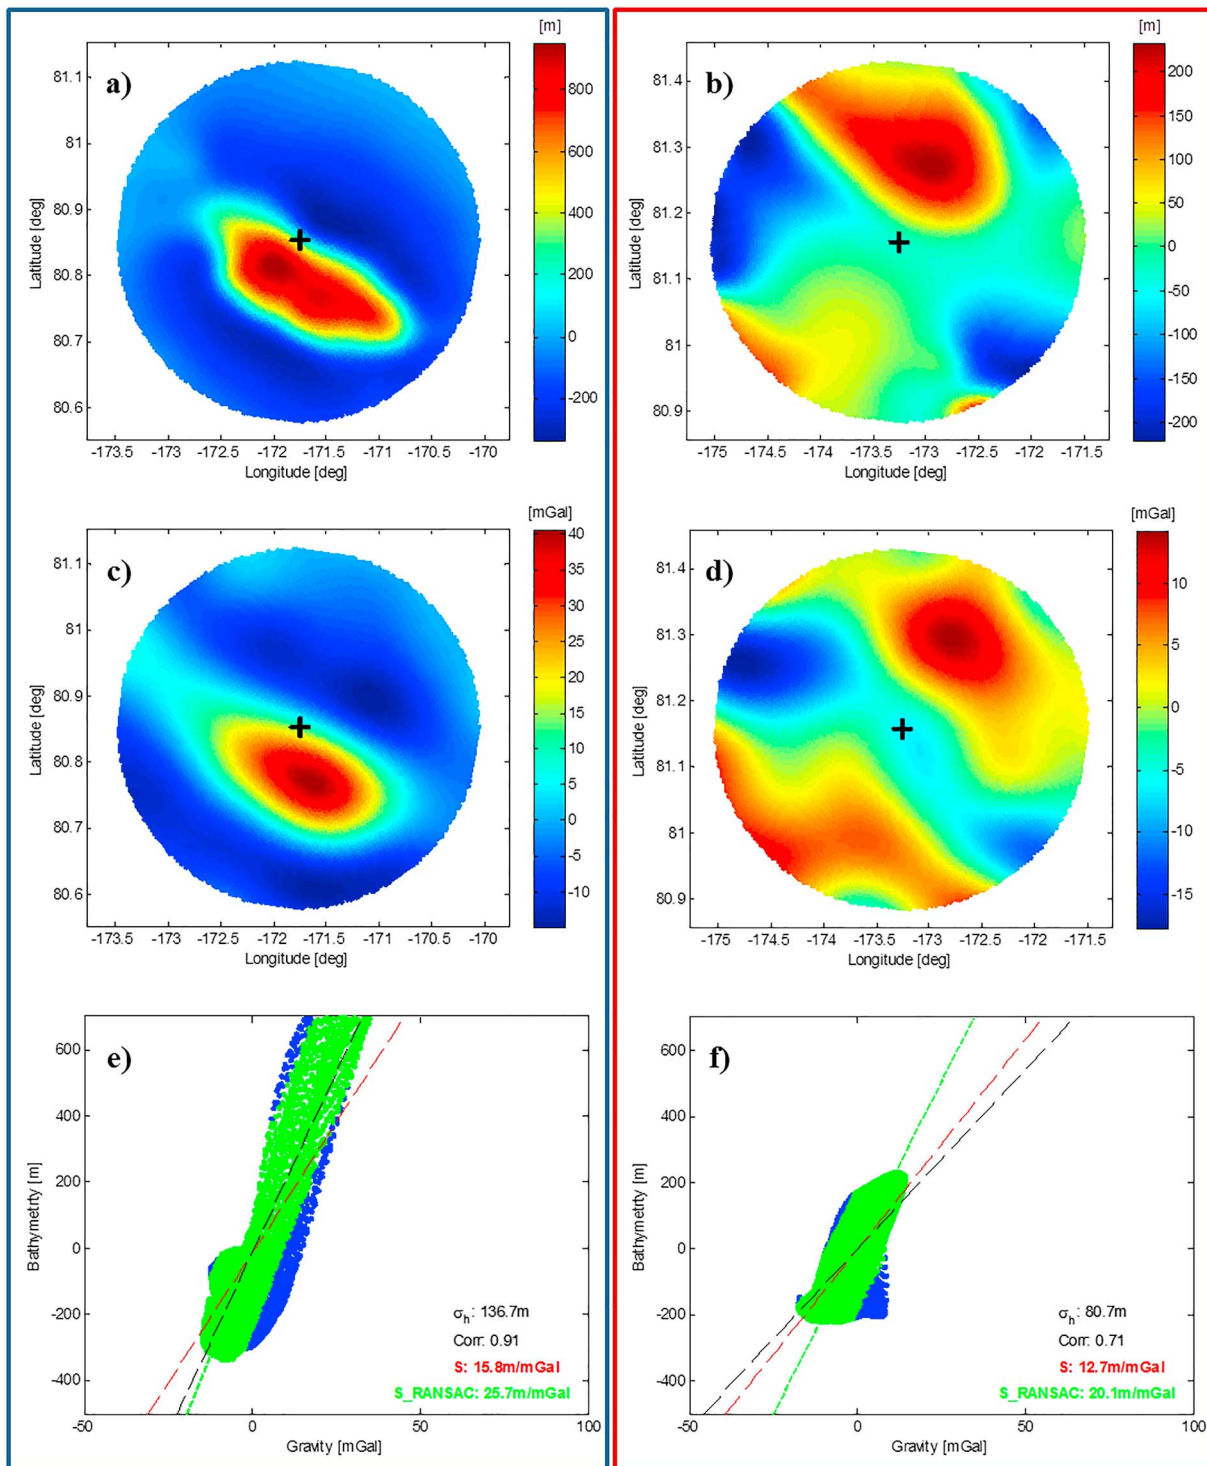 [m]
a)
81.1
81
80.9
80.8
80.7
80.6
Latitude [deg]
-173.5 -173 -172.5 -172 -171.5 -171 -170.5 -170
Longitude [deg]
800
600
400
200
0
-200
[m]
b)
81.4
81.3
81.2
81.1
81
80.9
Latitude [deg]
-175 -174.5 -174 -173.5 -173 -172.5 -172 -171.5
Longitude [deg]
200
150
100
50
0
-50
-100
-150
-200
[mGal]
c)
81.1
81
80.9
80.8
80.7
80.6
Latitude [deg]
-173.5 -173 -172.5 -172 -171.5 -171 -170.5 -170
Longitude [deg]
40
35
30
25
20
15
10
5
0
-5
-10
[mGal]
d)
81.4
81.3
81.2
81.1
81
80.9
Latitude [deg]
-175 -174.5 -174 -173.5 -173 -172.5 -172 -171.5
Longitude [deg]
10
5
0
-5
-10
-15
e)
600
400
200
0
-200
-400
Bathymetrty [m]
σh: 136.7m
Corr: 0.91
S: 15.8m/mGal
S_RANSAC: 25.7m/mGal
-50 0 50 100
Gravity [mGal]
f)
600
400
200
0
-200
-400
Bathymetrty [m]
σh: 80.7m
Corr: 0.71
S: 12.7m/mGal
S_RANSAC: 20.1m/mGal
-50 0 50 100
Gravity [mGal]